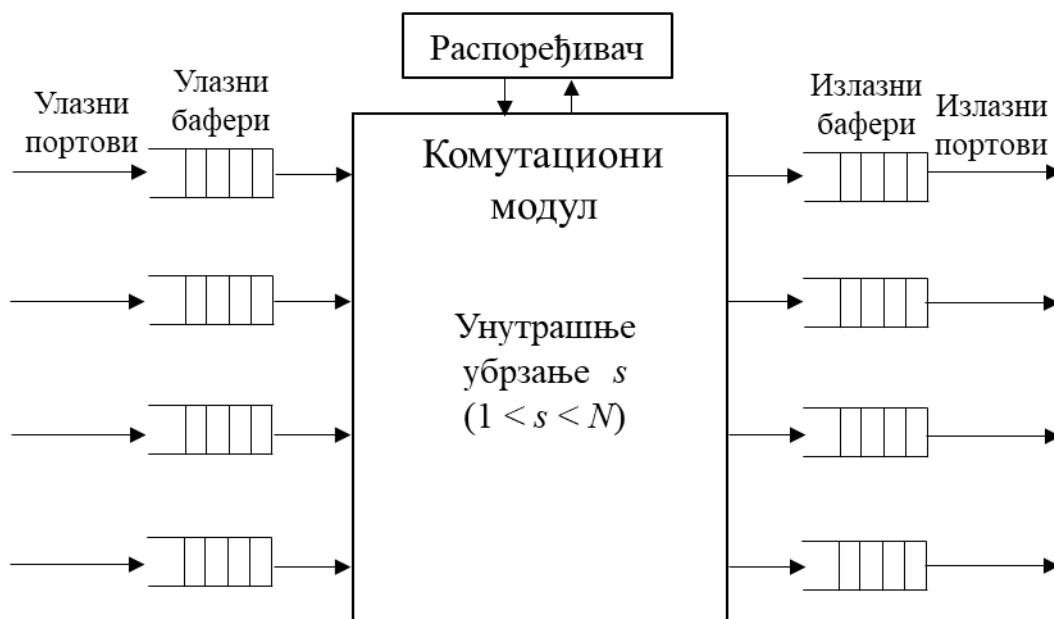 Распоређивач
Улазни
портови
Улазни
бафери
Комутациони
модул
Унутрашње
убрзање s
(1 < s < N)
Излазни
бафери
Излазни
портови